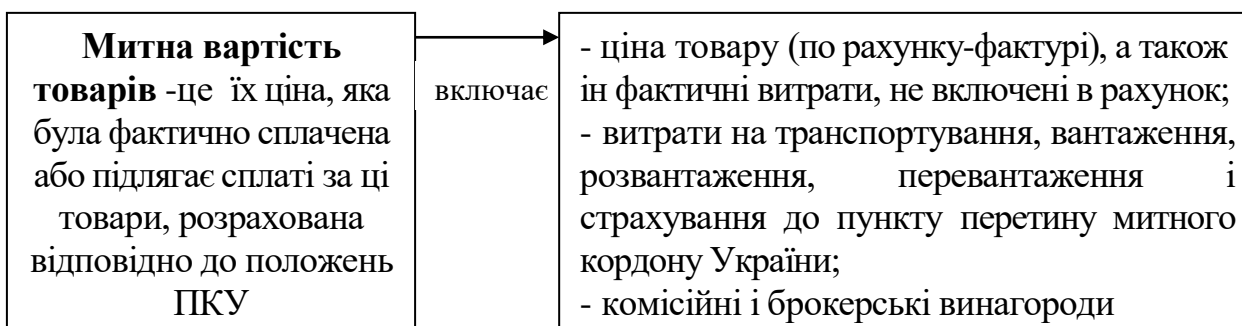 Митна вартість
товарів -це їх ціна, яка
була фактично сплачена
або підлягає сплаті за ці
товари, розрахована
відповідно до положень
ПКУ
включає
- ціна товару (по рахунку-фактурі), а також
ін фактичні витрати, не включені в рахунок;
- витрати на транспортування, вантаження,
розвантаження, перевантаження і
страхування до пункту перетину митного
кордону України;
- комісійні і брокерські винагороди